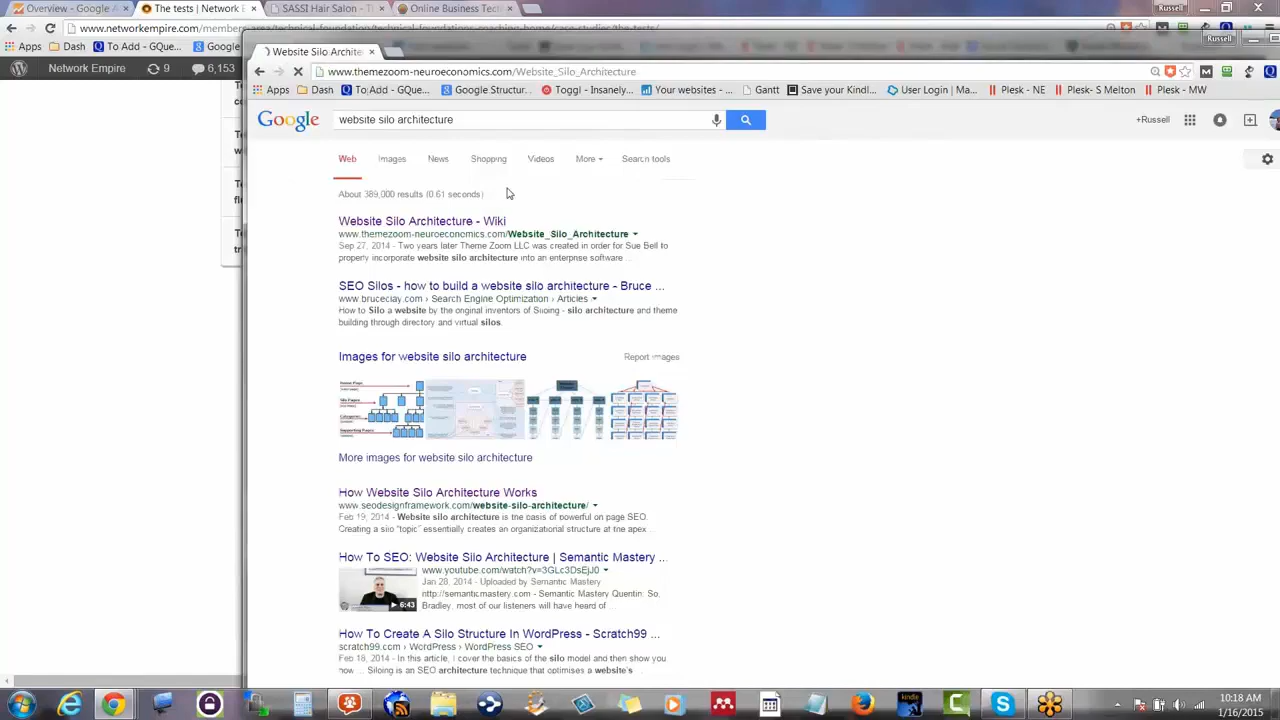 Overview - Google A
The tests | Network E
SASSI Hair Salon - T
Online Business Tech
Russell
www.networkempire.com/member
Apps
Dash
To Add - GQue
Google
Network Empire
9
6,153
Website Silo Archite
Russell
www.themezoom-neuroeconomics.com/Website_Silo_Architecture
Apps
Dash
To|Add - GQue...
Google Structur...
Toggl - Insanely...
Your websites - ...
Gantt
Save your Kindl...
User Login | Ma...
Plesk - NE
Plesk- S Melton
Plesk - MW
Google
website silo architecture
+Russell
Web
Images
News
Shopping
Videos
More
Search tools
About 389,000 results (0.61 seconds)
Website Silo Architecture - Wiki
www.themezoom-neuroeconomics.com/Website_Silo_Architecture
Sep 27, 2014 - Two years later Theme Zoom LLC was created in order for Sue Bell to
properly incorporate website silo architecture into an enterprise software ...
SEO Silos - how to build a website silo architecture - Bruce ...
www.bruceclay.com › Search Engine Optimization › Articles
How to Silo a website by the original inventors of Siloing - silo architecture and theme
building through directory and virtual silos.
Images for website silo architecture
Report images
More images for website silo architecture
How Website Silo Architecture Works
www.seodesignframework.com/website-silo-architecture/
Feb 19, 2014 - Website silo architecture is the basis of powerful on page SEO.
Creating a silo "topic" essentially creates an organizational structure at the apex ...
How To SEO: Website Silo Architecture | Semantic Mastery ...
www.youtube.com/watch?v=3GLc3DsEjJ0
Jan 28, 2014 - Uploaded by Semantic Mastery
http://semanticmastery.com - Semantic Mastery Quentin: So,
Bradley, most of our listeners will have heard of ...
6:43
How To Create A Silo Structure In WordPress - Scratch99 ...
scratch99.com › WordPress › WordPress SEO
Feb 18, 2014 - In this article, I cover the basics of the silo model and then show you
how ... Siloing is an SEO architecture technique that optimises a website's
kindle
10:18 AM
1/16/2015